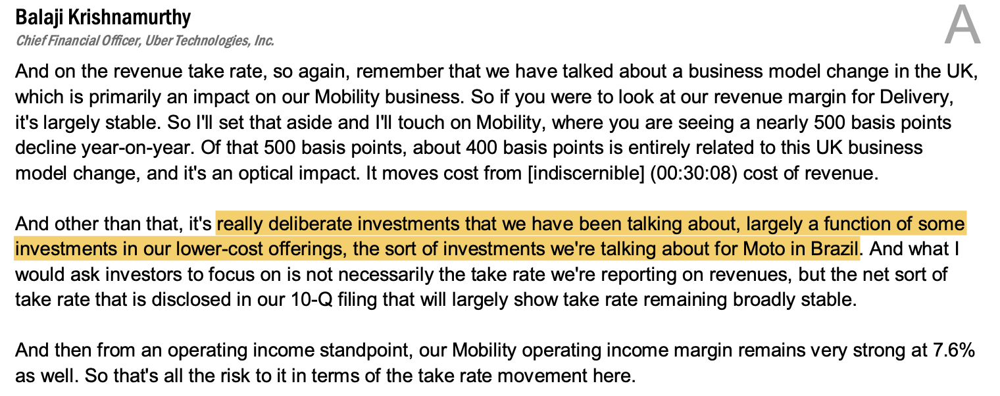 Balaji Krishnamurthy
A
Chief Financial Officer, Uber Technologies, Inc.
And on the revenue take rate, so again, remember that we have talked about a business model change in the UK,
which is primarily an impact on our Mobility business. So if you were to look at our revenue margin for Delivery,
it's largely stable. So I'll set that aside and I'll touch on Mobility, where you are seeing a nearly 500 basis points
decline year-on-year. Of that 500 basis points, about 400 basis points is entirely related to this UK business
model change, and it's an optical impact. It moves cost from [indiscernible] (00:30:08) cost of revenue.
And other than that, it's really deliberate investments that we have been talking about, largely a function of some
investments in our lower-cost offerings, the sort of investments we're talking about for Moto in Brazil. And what I
would ask investors to focus on is not necessarily the take rate we're reporting on revenues, but the net sort of
take rate that is disclosed in our 10-Q filing that will largely show take rate remaining broadly stable.
And then from an operating income standpoint, our Mobility operating income margin remains very strong at 7.6%
as well. So that's all the risk to it in terms of the take rate movement here.